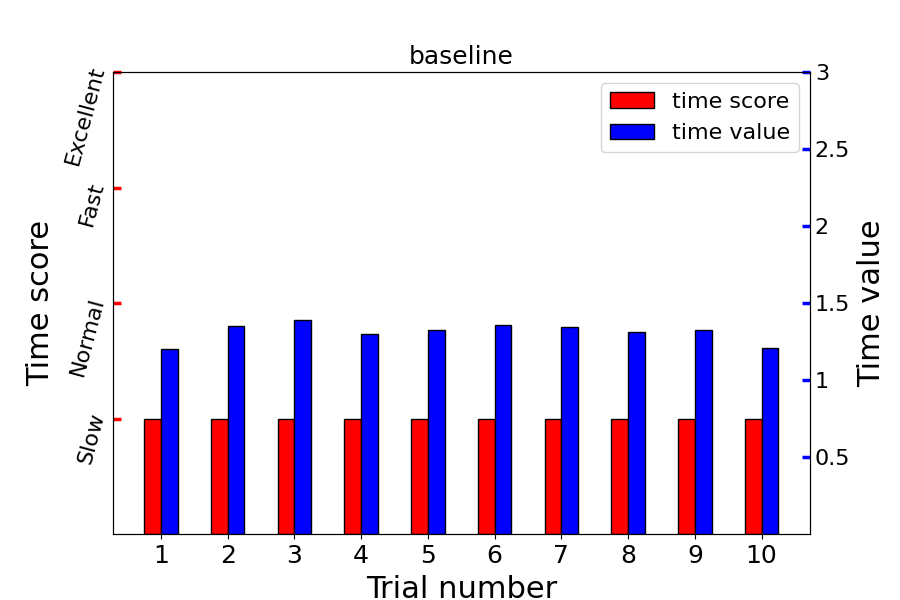 baseline
time score
time value
Time score
Excellent
Fast
Normal
Slow
3
2.5
2
1.5
1
0.5
Time value
1 2 3 4 5 6 7 8 9 10
Trial number